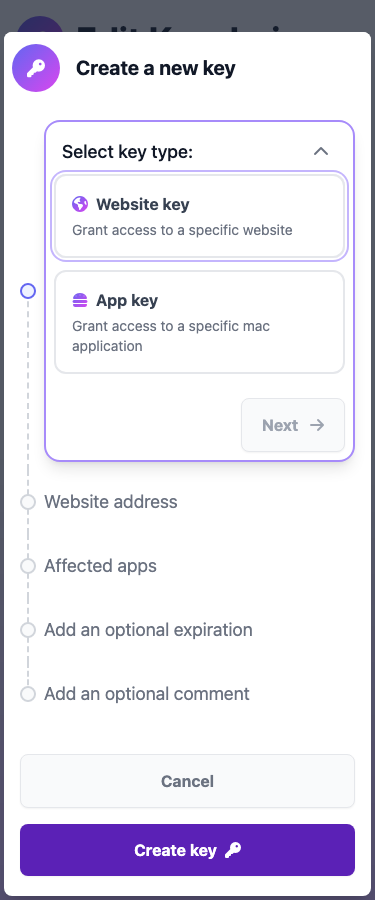 Create a new key
Select key type:
Website key
Grant access to a specific website
App key
Grant access to a specific mac
application
Next
Website address
Affected apps
Add an optional expiration
Add an optional comment
Cancel
Create key